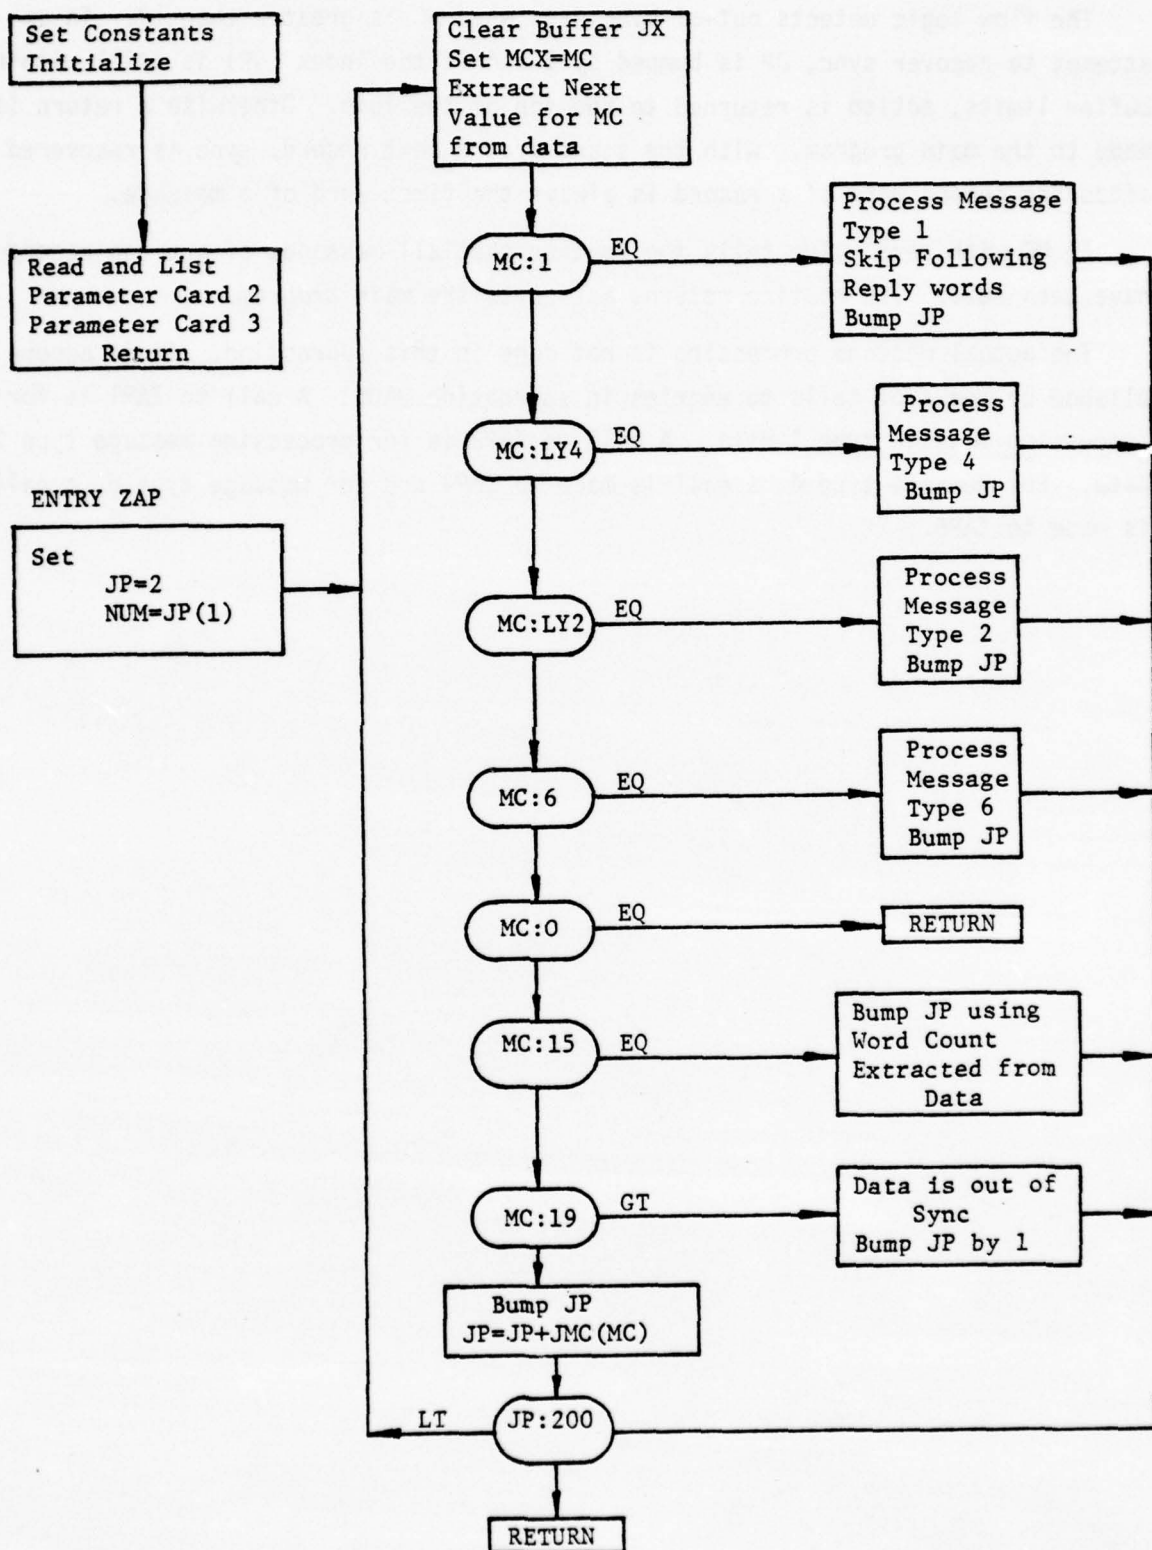 Set Constants
Initialize
Read and List
Parameter Card 2
Parameter Card 3
Return
ENTRY ZAP
Set
JP=2
NUM=JP(1)
Clear Buffer JX
Set MCX=MC
Extract Next
Value for MC
from data
MC:1
EQ
Process Message
Type 1
Skip Following
Reply words
Bump JP
MC:LY4
EQ
Process
Message
Type 4
Bump JP
MC:LY2
EQ
Process
Message
Type 2
Bump JP
MC:6
EQ
Process
Message
Type 6
Bump JP
MC:0
EQ
RETURN
MC:15
EQ
Bump JP using
Word Count
Extracted from
Data
MC:19
GT
Data is out of
Sync
Bump JP by 1
Bump JP
JP=JP+JMC(MC)
LT
JP:200
RETURN